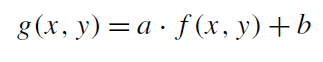 g(x, y) = a · f(x, y) + b